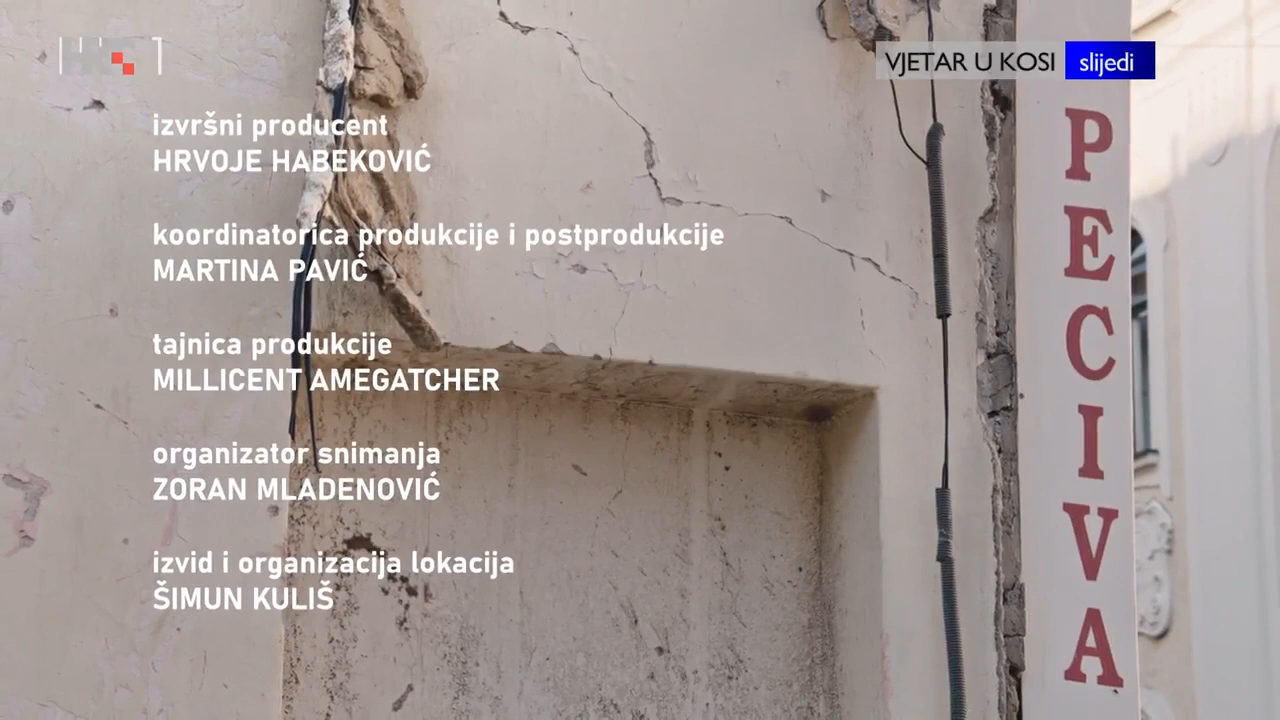 HRT 1
VJETAR U KOSI slijedi
izvršni producent
HRVOJE HABEKOVIĆ
koordinatorica produkcije i postprodukcije
MARTINA PAVIĆ
tajnica produkcije
MILLICENT AMEGATCHER
organizator snimanja
ZORAN MLADENOVIĆ
izvid i organizacija lokacija
ŠIMUN KULIŠ
PECIVA